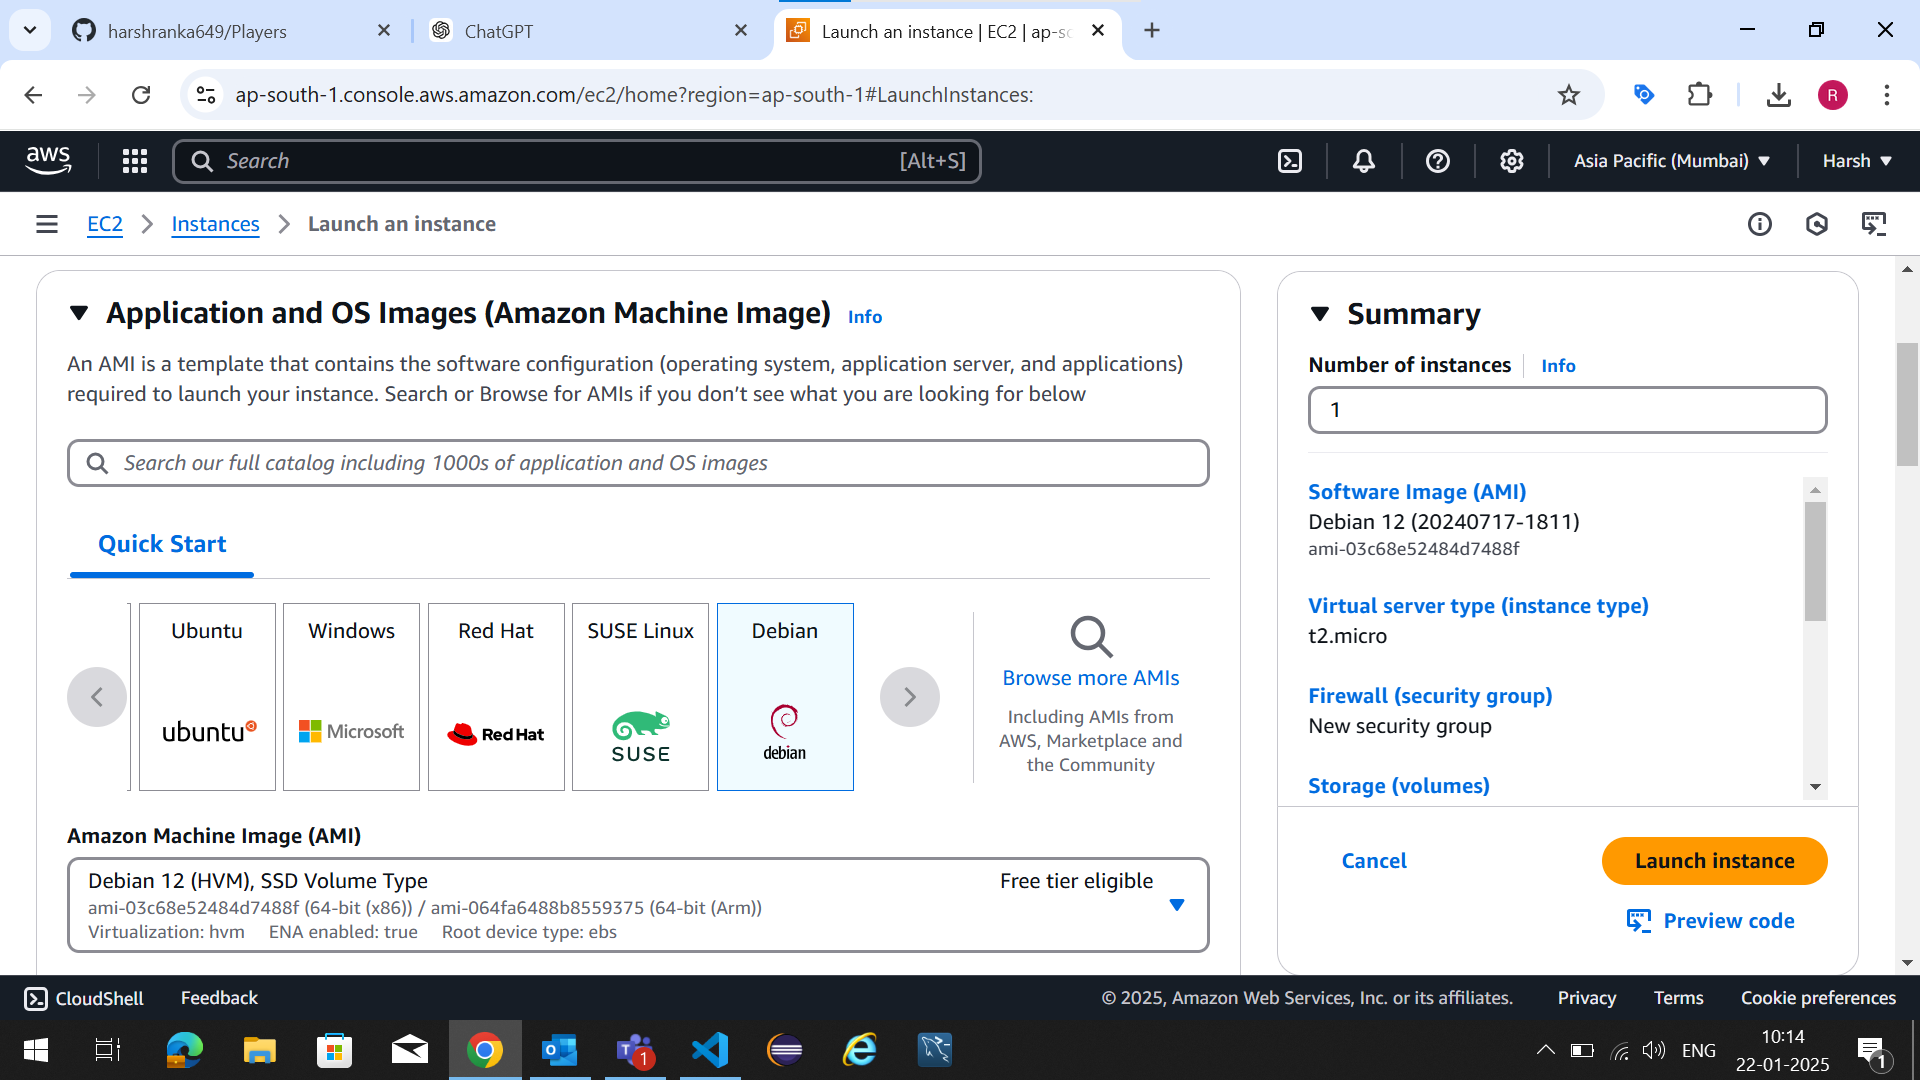 harshranka649/Players
ChatGPT
Launch an instance | EC2 | ap-so
ap-south-1.console.aws.amazon.com/ec2/home?region=ap-south-1#LaunchInstances:
R
aws
Search
[Alt+S]
Asia Pacific (Mumbai)
Harsh
EC2
Instances
Launch an instance
Application and OS Images (Amazon Machine Image) Info
An AMI is a template that contains the software configuration (operating system, application server, and applications)
required to launch your instance. Search or Browse for AMIs if you don’t see what you are looking for below
Search our full catalog including 1000s of application and OS images
Quick Start
Ubuntu
ubuntu
Windows
Microsoft
Red Hat
Red Hat
SUSE Linux
SUSE
Debian
debian
Browse more AMIs
Including AMIs from
AWS, Marketplace and
the Community
Amazon Machine Image (AMI)
Debian 12 (HVM), SSD Volume Type
Free tier eligible
ami-03c68e52484d7488f (64-bit (x86)) / ami-064fa6488b8559375 (64-bit (Arm))
Virtualization: hvm ENA enabled: true Root device type: ebs
Summary
Number of instances Info
1
Software Image (AMI)
Debian 12 (20240717-1811)
ami-03c68e52484d7488f
Virtual server type (instance type)
t2.micro
Firewall (security group)
New security group
Storage (volumes)
Cancel
Launch instance
Preview code
CloudShell
Feedback
© 2025, Amazon Web Services, Inc. or its affiliates.
Privacy
Terms
Cookie preferences
T
1
ENG
10:14
22-01-2025
1